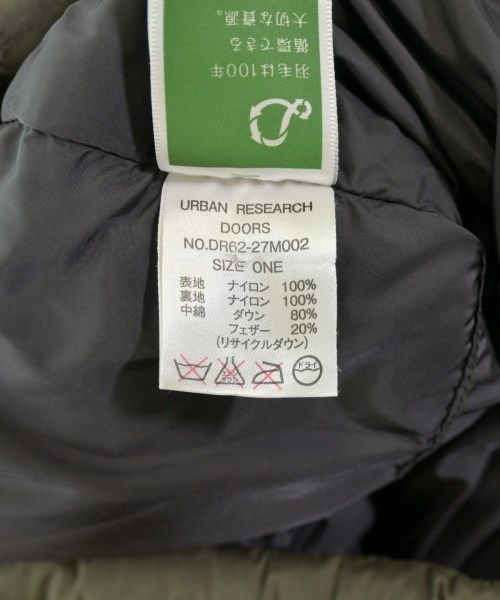 羽毛は100年
循環できる
大切な資源。
URBAN RESEARCH
DOORS
NO.DR62-27M002
SIZE ONE
表地 ナイロン 100%
裏地 ナイロン 100%
中綿 ダウン 80%
フェザー 20%
(リサイクルダウン)
ドライ